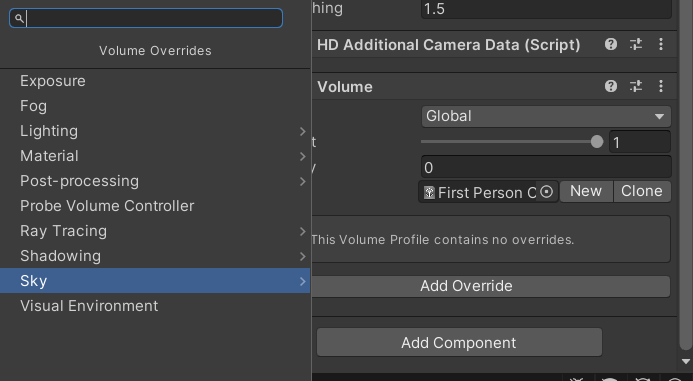 Volume Overrides
Exposure
Fog
Lighting
Material
Post-processing
Probe Volume Controller
Ray Tracing
Shadowing
Sky
Visual Environment
hing 1.5
HD Additional Camera Data (Script)
Volume
Global
t 1
y 0
First Person C New Clone
This Volume Profile contains no overrides.
Add Override
Add Component